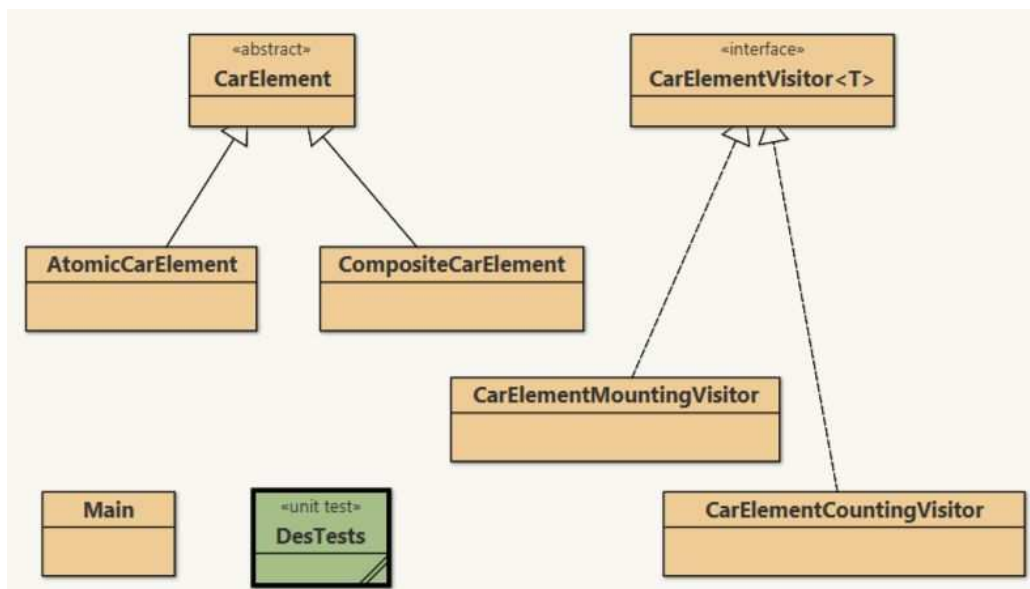 «abstract»
CarElement
«interface»
CarElementVisitor<T>
AtomicCarElement
CompositeCarElement
CarElementMountingVisitor
Main
«unit test»
DesTests
CarElementCountingVisitor